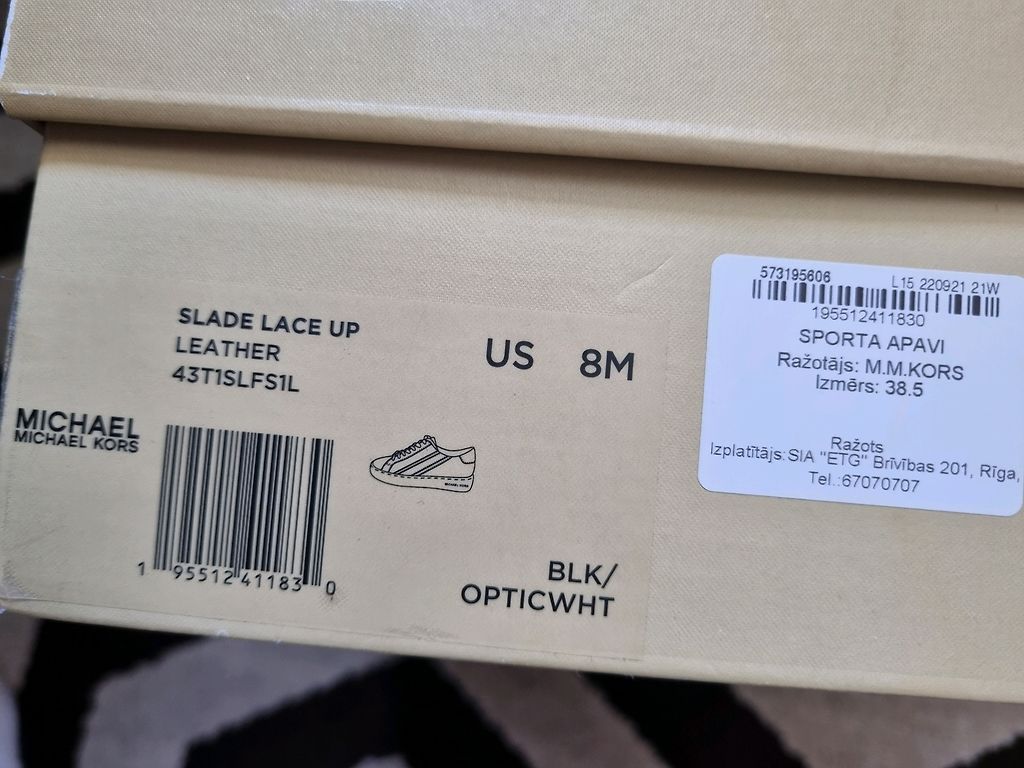 SLADE LACE UP
LEATHER
43T1SLFS1L
US 8M
MICHAEL
MICHAEL KORS
1 95512 41183 0
BLK/
OPTICWHT
573195606 L15 220921 21W
195512411830
SPORTA APAVI
Ražotājs: M.M.KORS
Izmērs: 38.5
Ražots
Izplatītājs:SIA "ETG" Brīvības 201, Rīga,
Tel.:67070707